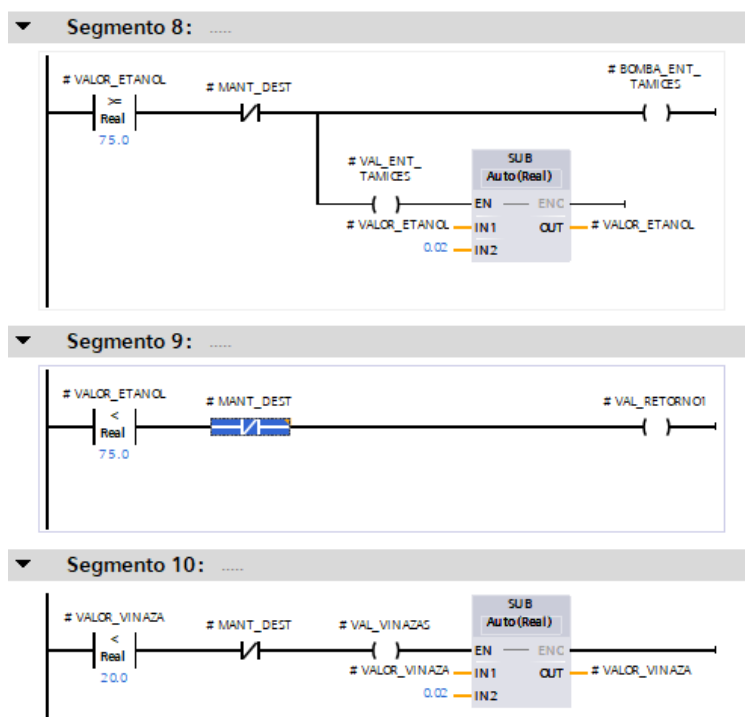 Segmento 8: .....
# VALOR_ETANOL
>=
Real
75.0
# MANT_DEST
# BOMBA_ENT_
TAMICES
# VAL_ENT_
TAMICES
SUB
Auto (Real)
EN
ENO
# VALOR_ETANOL
IN1
OUT
# VALOR_ETANOL
0.02
IN2
Segmento 9: .....
# VALOR_ETANOL
<
Real
75.0
# MANT_DEST
# VAL_RETORNO1
Segmento 10: .....
# VALOR_VINAZA
<
Real
20.0
# MANT_DEST
# VAL_VINAZAS
SUB
Auto (Real)
EN
ENO
# VALOR_VINAZA
IN1
OUT
# VALOR_VINAZA
0.02
IN2